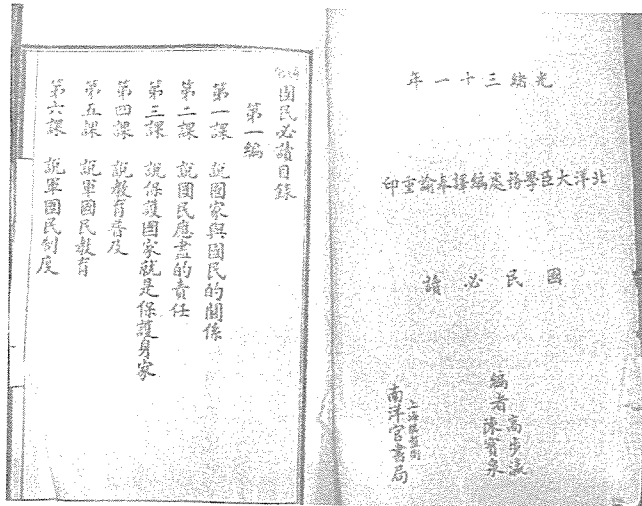 光緒三十一年
北洋大臣學務處編譯奉諭重印
國民必讀
編者
高步瀛
陳寶泉
南洋官書局
國民必讀目錄
第一編
第一課 說國家與國民的關係
第二課 說國民應盡的責任
第三課 說保護國家就是保護身家
第四課 說教育普及
第五課 說軍國民教育
第六課 說軍國民制度